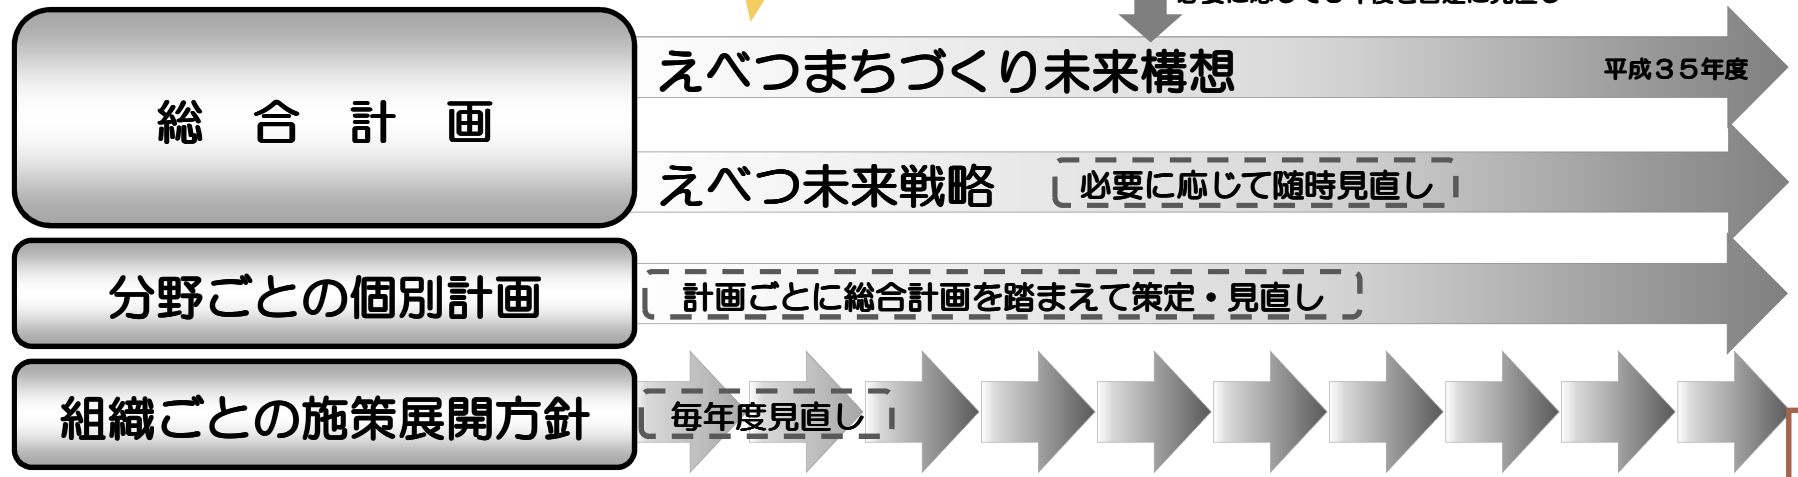 総 合 計 画
えべつまちづくり未来構想
平成３５年度
えべつ未来戦略
必要に応じて随時見直し
分野ごとの個別計画
計画ごとに総合計画を踏まえて策定・見直し
組織ごとの施策展開方針
毎年度見直し